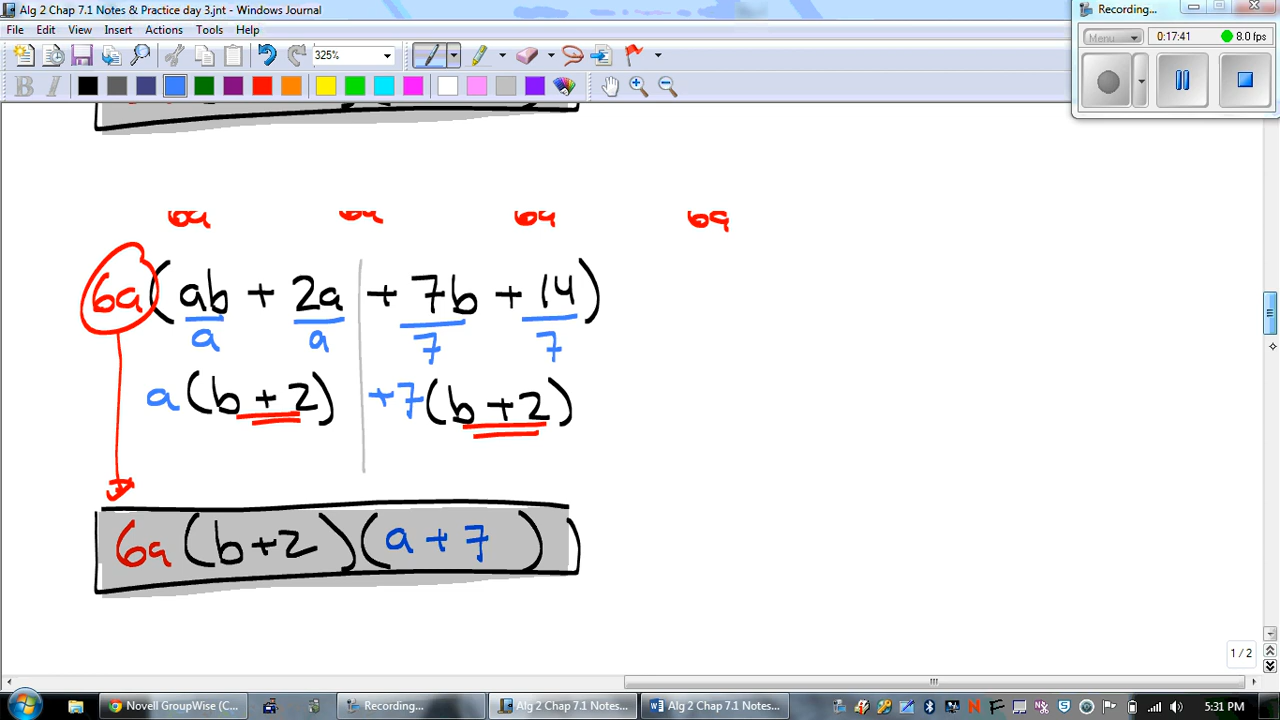 Alg 2 Chap 7.1 Notes & Practice day 3.jnt - Windows Journal
Recording...
File Edit View Insert Actions Tools Help
Menu 0:17:41 8.0 fps
325%
B I
6a 6a 6a 6a
6a(ab + 2a + 7b + 14)
a a 7 7
a(b + 2) +7(b + 2)
6a(b+2)(a+7)
1 / 2
Novell GroupWise (C... Recording... Alg 2 Chap 7.1 Notes... Alg 2 Chap 7.1 Notes... 5:31 PM